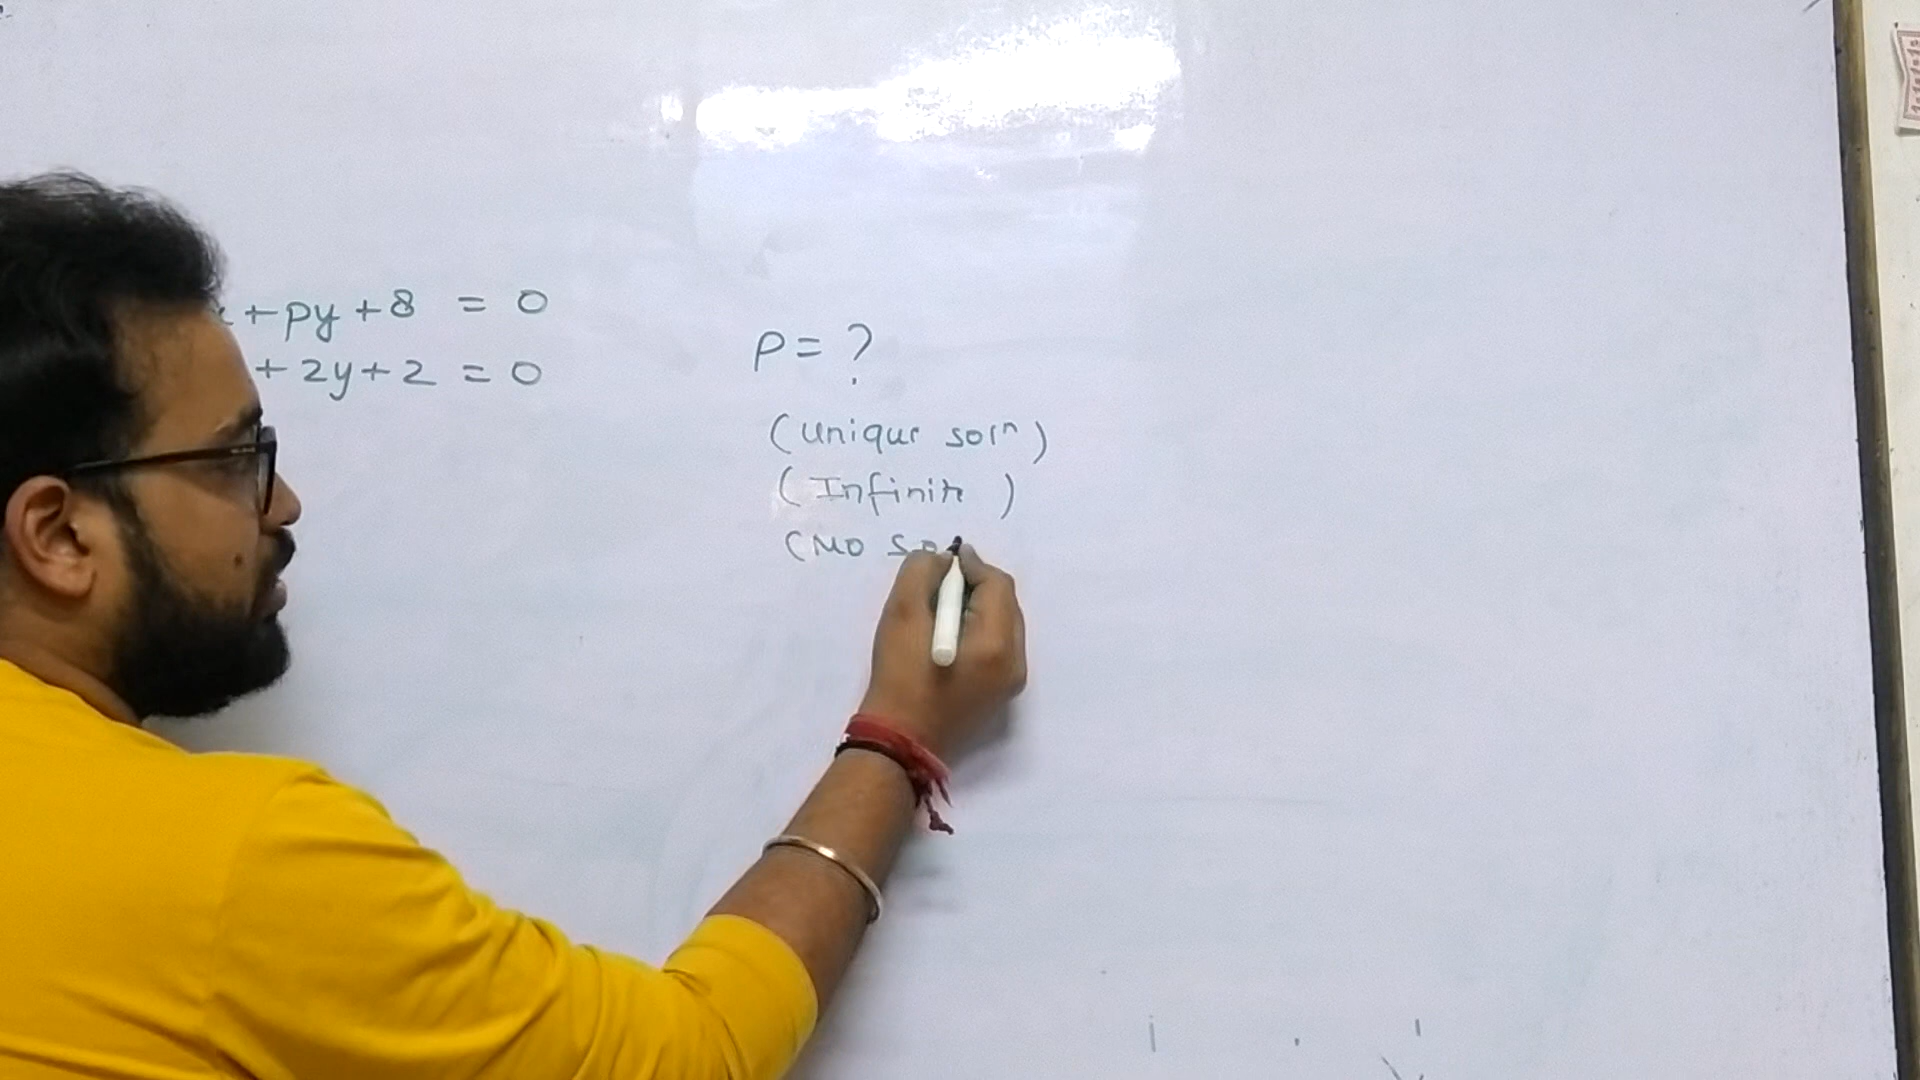 +py+8 = 0
+2y+2 = 0
P = ?
(unique solⁿ)
(Infinite )
(No so